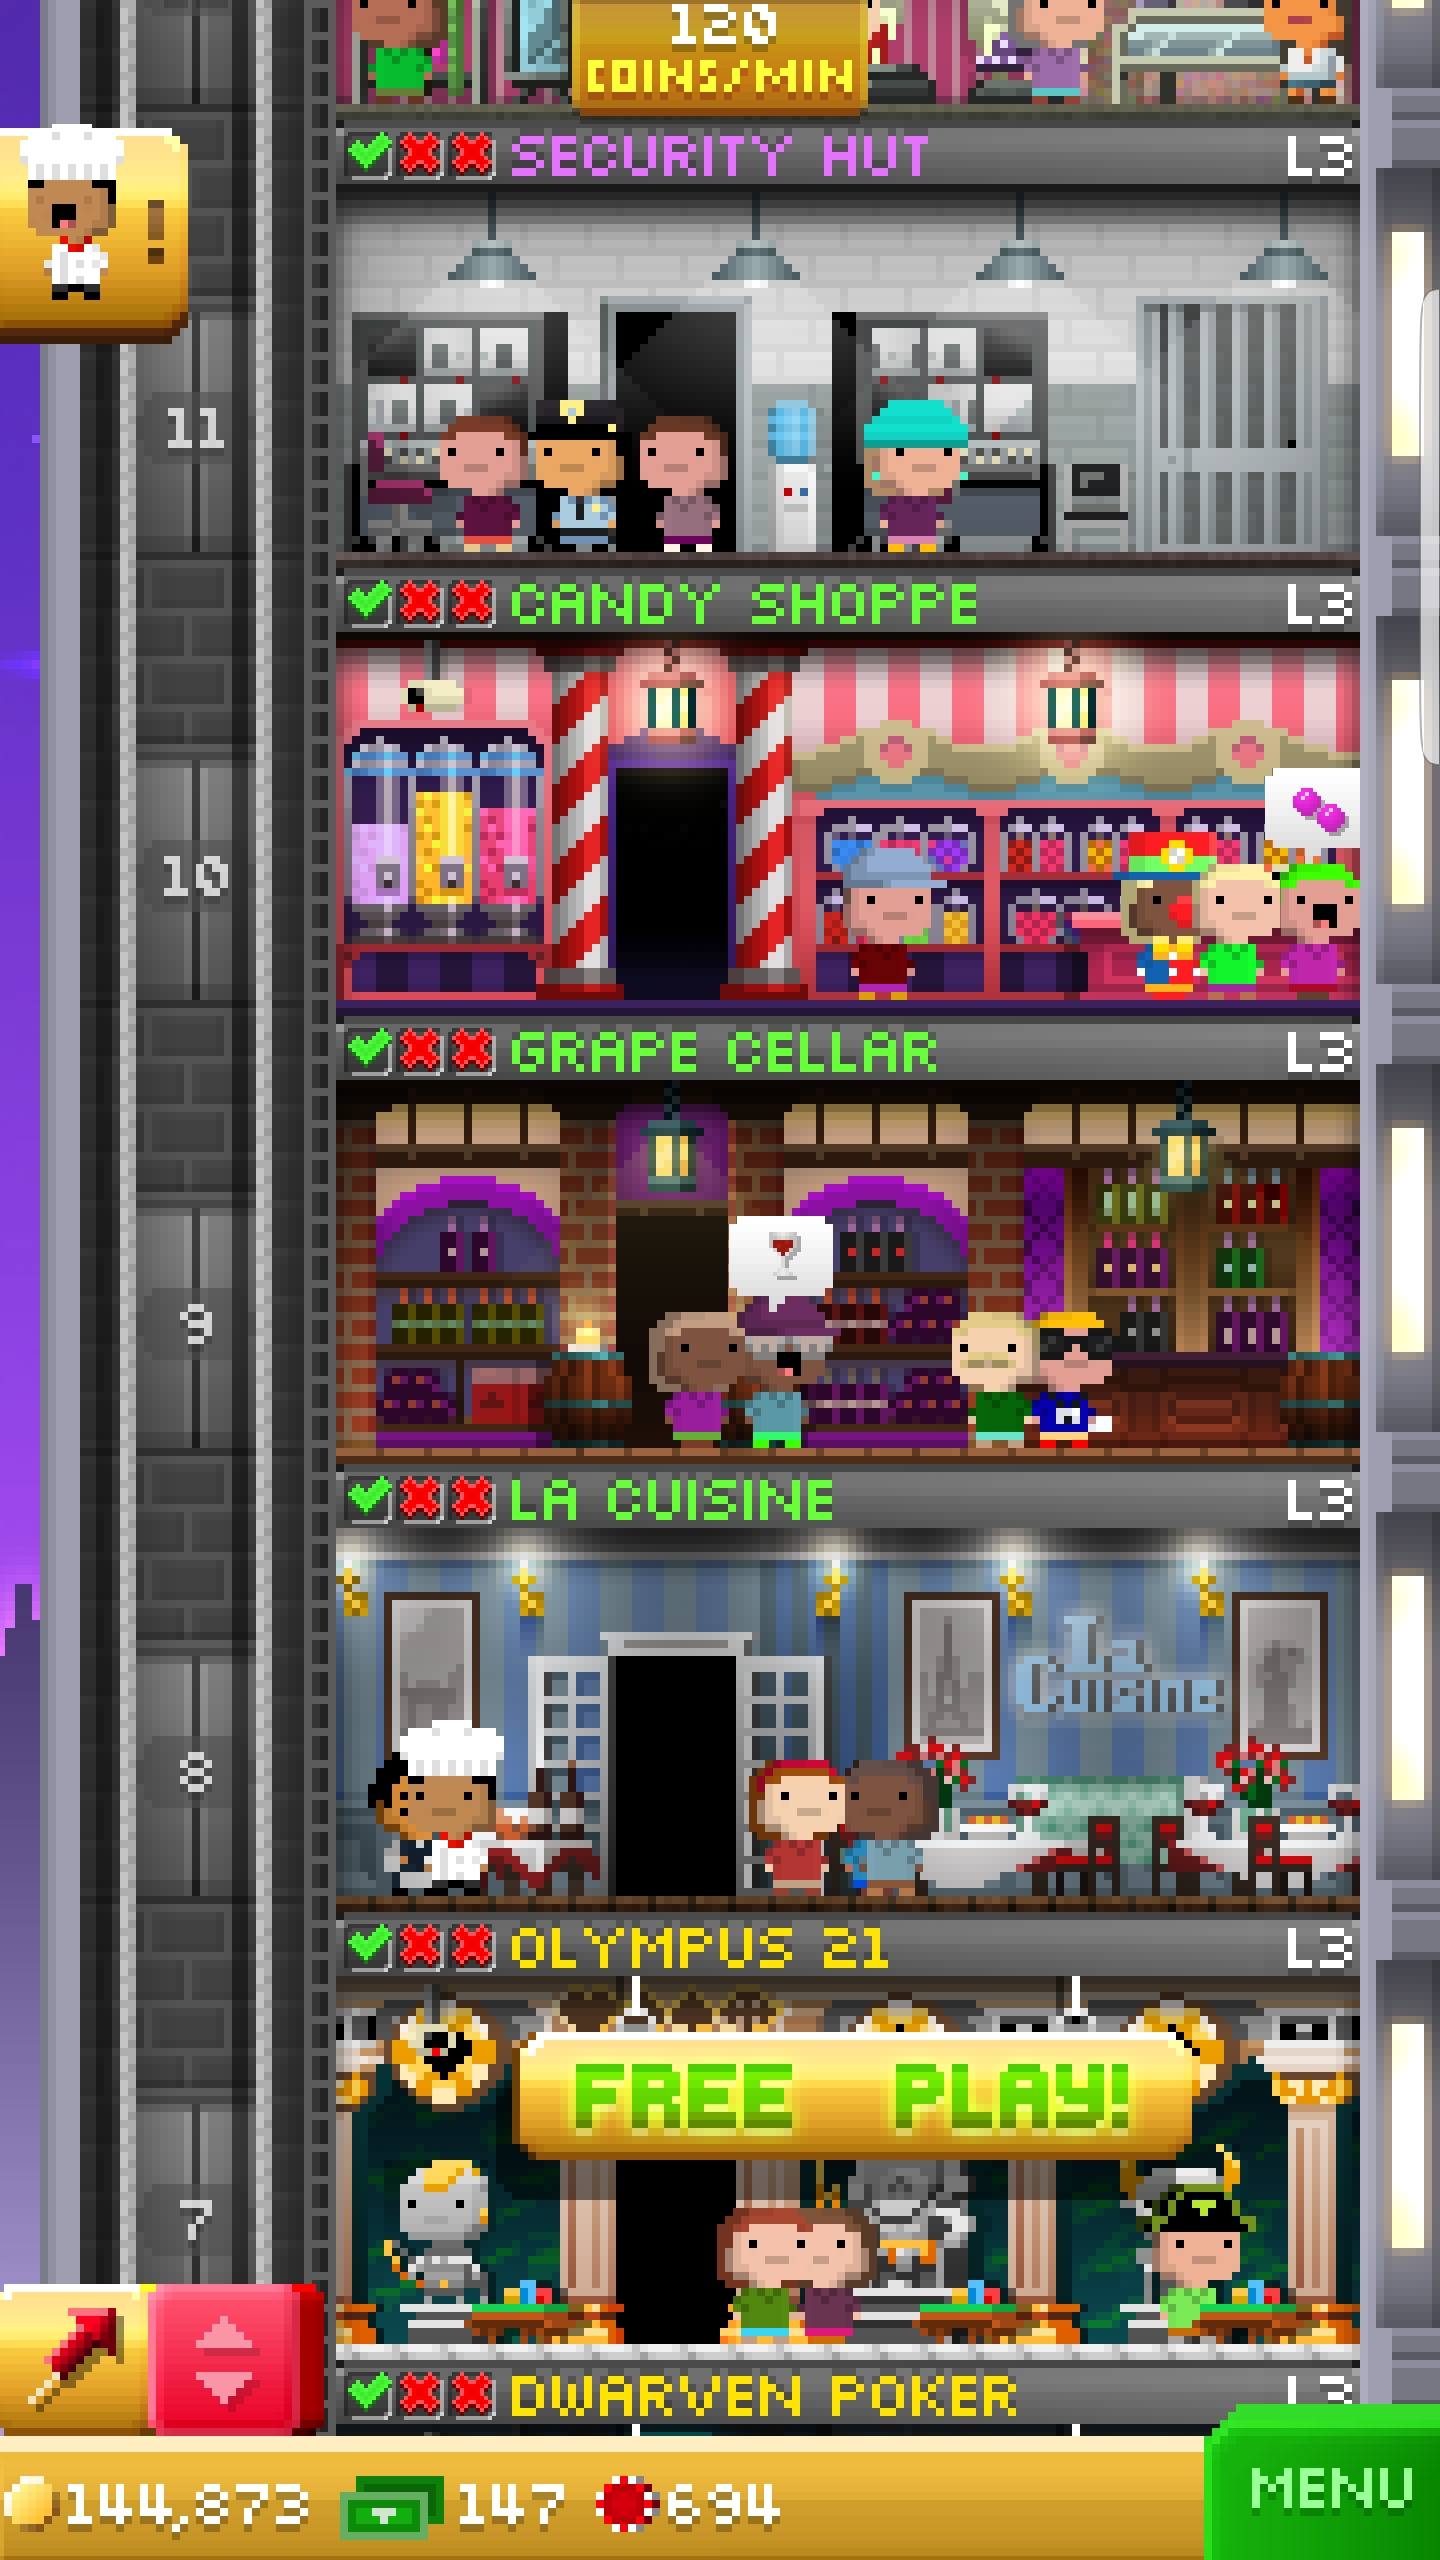 120
COINS/MIN
SECURITY HUT L3
!
11
CANDY SHOPPE L3
10
GRAPE CELLAR L3
9
LA CUISINE L3
La
Cuisine
8
OLYMPUS 21 L3
FREE PLAY!
7
DWARVEN POKER L3
144,873 147 694
MENU